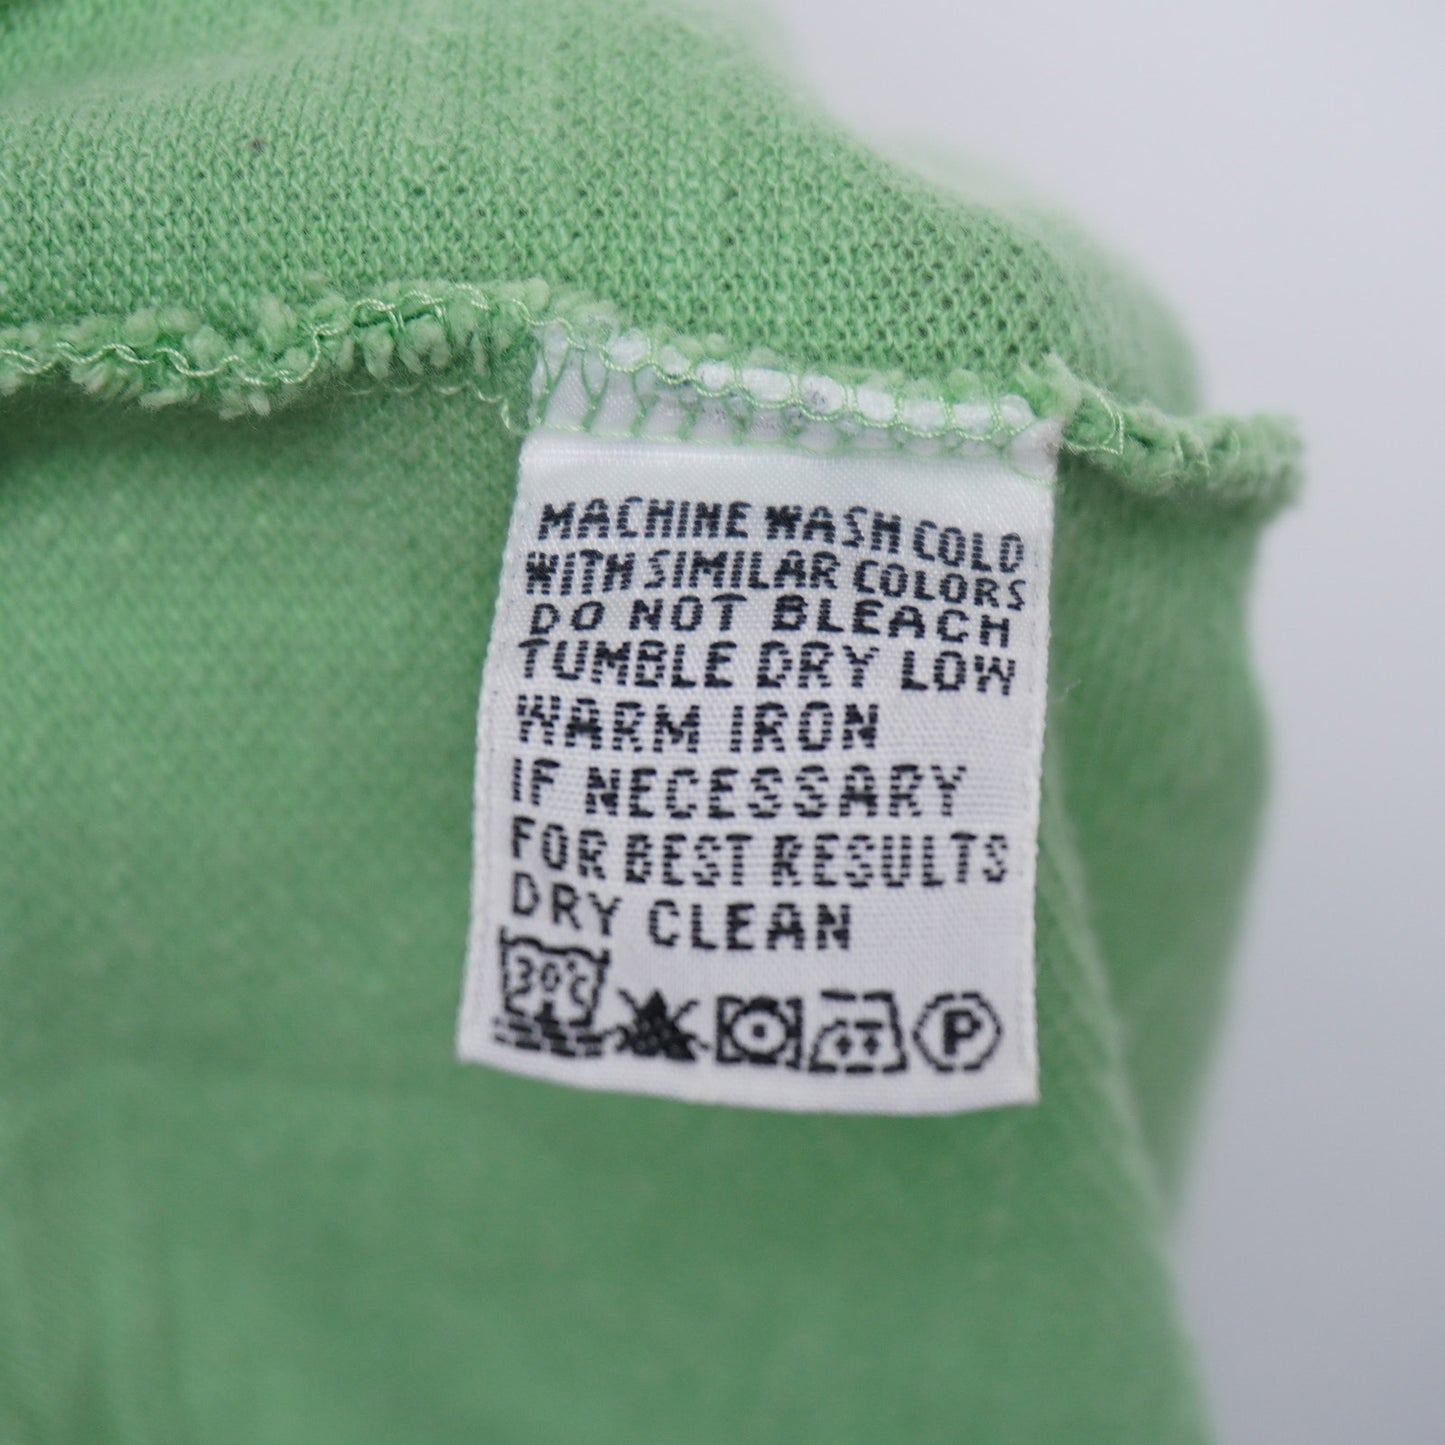 MACHINE WASH COLD
WITH SIMILAR COLORS
DO NOT BLEACH
TUMBLE DRY LOW
WARM IRON
IF NECESSARY
FOR BEST RESULTS
DRY CLEAN
30°C
P